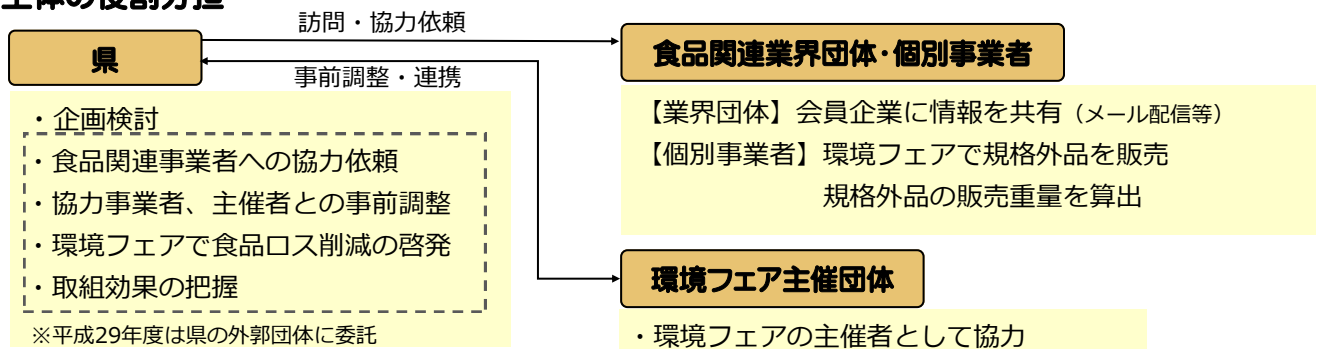 主体の役割分担
訪問・協力依頼
県
事前調整・連携
・企画検討
・食品関連事業者への協力依頼
・協力事業者、主催者との事前調整
・環境フェアで食品ロス削減の啓発
・取組効果の把握
※平成29年度は県の外郭団体に委託
食品関連業界団体・個別事業者
【業界団体】会員企業に情報を共有（メール配信等）
【個別事業者】環境フェアで規格外品を販売
規格外品の販売重量を算出
環境フェア主催団体
・環境フェアの主催者として協力